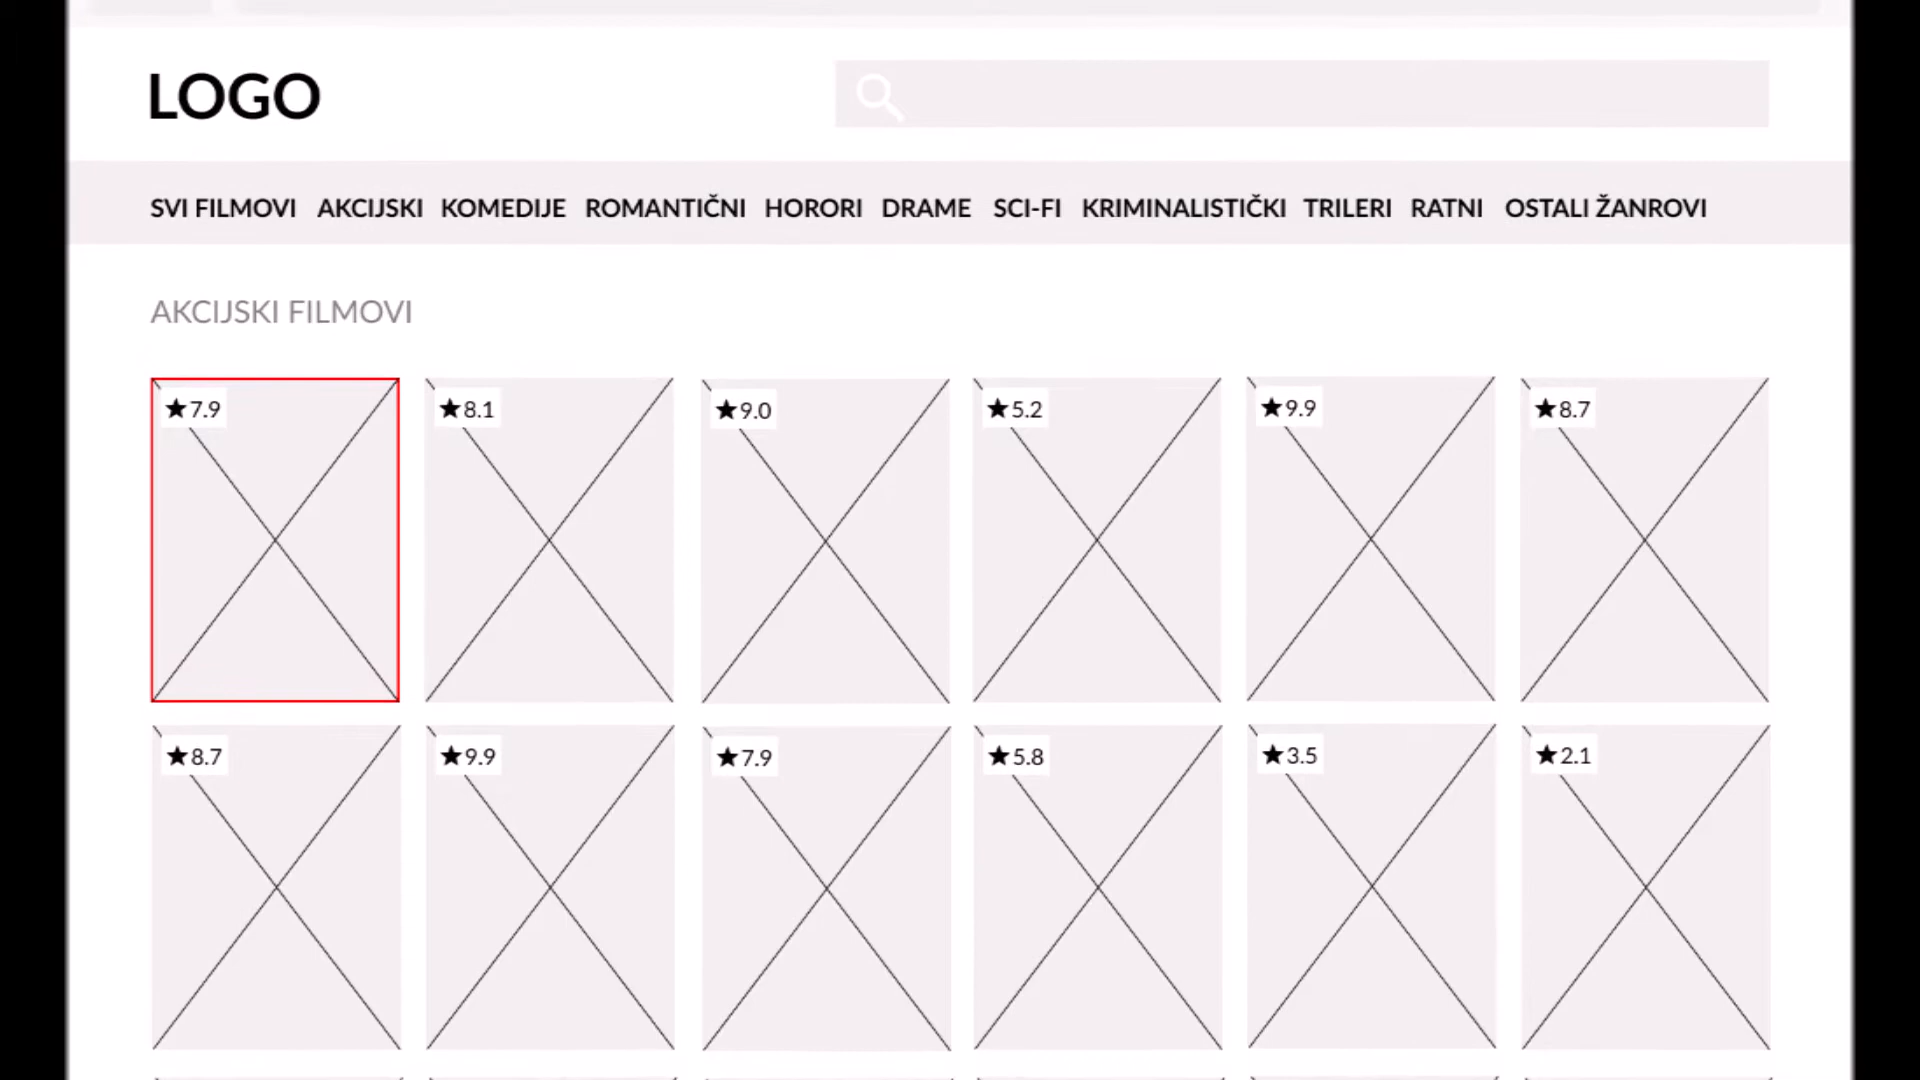 LOGO
SVI FILMOVI AKCIJSKI KOMEDIJE ROMANTIČNI HORORI DRAME SCI-FI KRIMINALISTIČKI TRILERI RATNI OSTALI ŽANROVI
AKCIJSKI FILMOVI
★7.9 ★8.1 ★9.0 ★5.2 ★9.9 ★8.7
★8.7 ★9.9 ★7.9 ★5.8 ★3.5 ★2.1